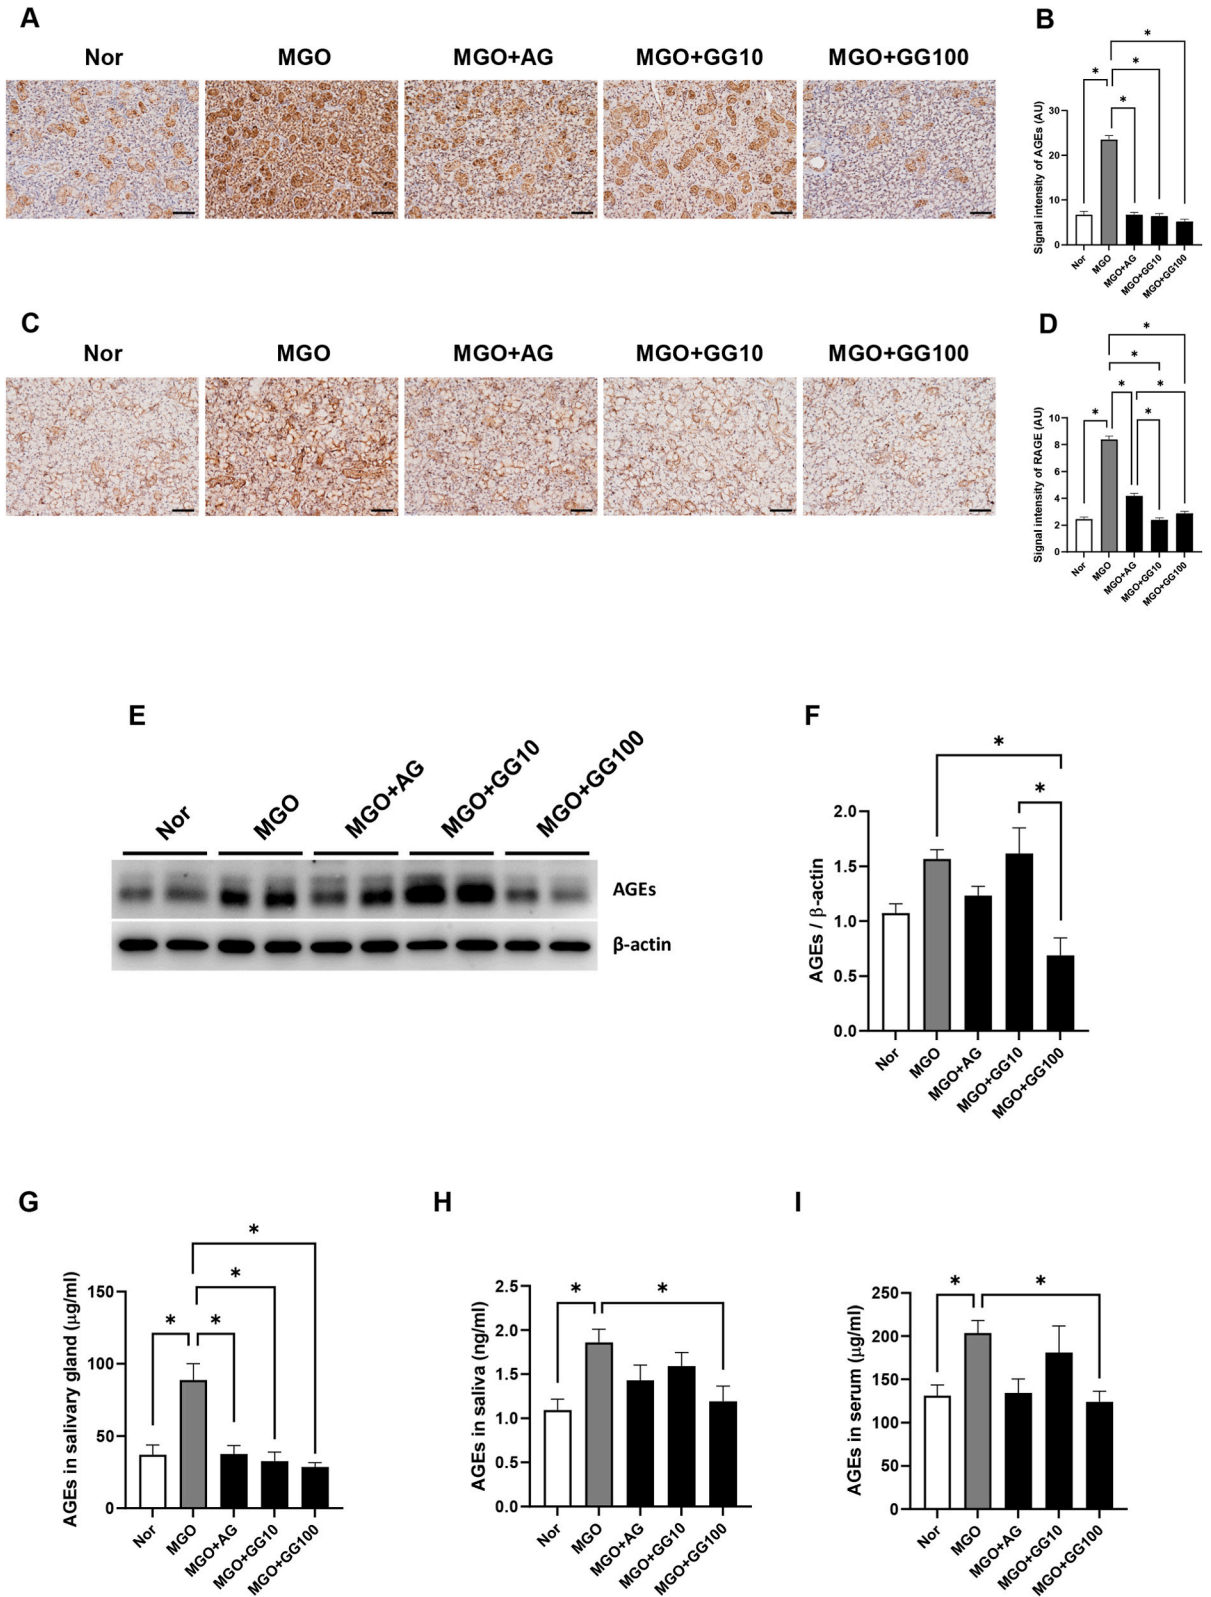 A
Nor MGO MGO+AG MGO+GG10 MGO+GG100
B
* * * *
Signal intensity of AGEs (AU)
30
20
10
0
Nor MGO MGO+AG MGO+GG10 MGO+GG100
C
Nor MGO MGO+AG MGO+GG10 MGO+GG100
D
* * * * * *
Signal intensity of RAGE (AU)
10
8
6
4
2
0
Nor MGO MGO+AG MGO+GG10 MGO+GG100
E
Nor MGO MGO+AG MGO+GG10 MGO+GG100
AGEs
β-actin
F
* *
AGEs / β-actin
2.0
1.5
1.0
0.5
0.0
Nor MGO MGO+AG MGO+GG10 MGO+GG100
G
* * * *
AGEs in salivary gland (μg/ml)
150
100
50
0
Nor MGO MGO+AG MGO+GG10 MGO+GG100
H
* *
AGEs in saliva (ng/ml)
2.5
2.0
1.5
1.0
0.5
0.0
Nor MGO MGO+AG MGO+GG10 MGO+GG100
I
* *
AGEs in serum (μg/ml)
250
200
150
100
50
0
Nor MGO MGO+AG MGO+GG10 MGO+GG100